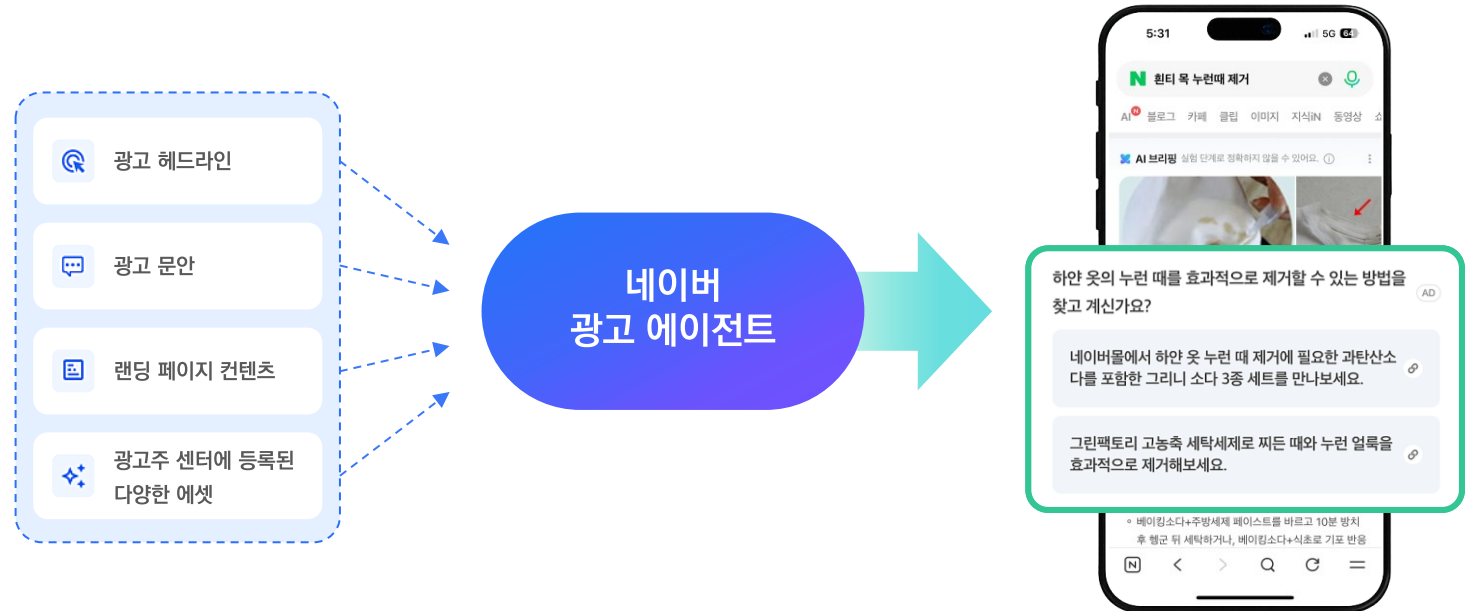 광고 헤드라인
광고 문안
랜딩 페이지 컨텐츠
광고주 센터에 등록된
다양한 에셋
네이버
광고 에이전트
5:31
5G 64
N 흰티 목 누런때 제거
AI N 블로그 카페 클립 이미지 지식iN 동영상 쇼
AI 브리핑 실험 단계로 정확하지 않을 수 있어요.
하얀 옷의 누런 때를 효과적으로 제거할 수 있는 방법을
찾고 계신가요?
AD
네이버몰에서 하얀 옷 누런 때 제거에 필요한 과탄산소
다를 포함한 그리니 소다 3종 세트를 만나보세요.
그린팩토리 고농축 세탁세제로 찌든 때와 누런 얼룩을
효과적으로 제거해보세요.
베이킹소다+주방세제 페이스트를 바르고 10분 방치
후 헹군 뒤 세탁하거나, 베이킹소다+식초로 기포 반응
N